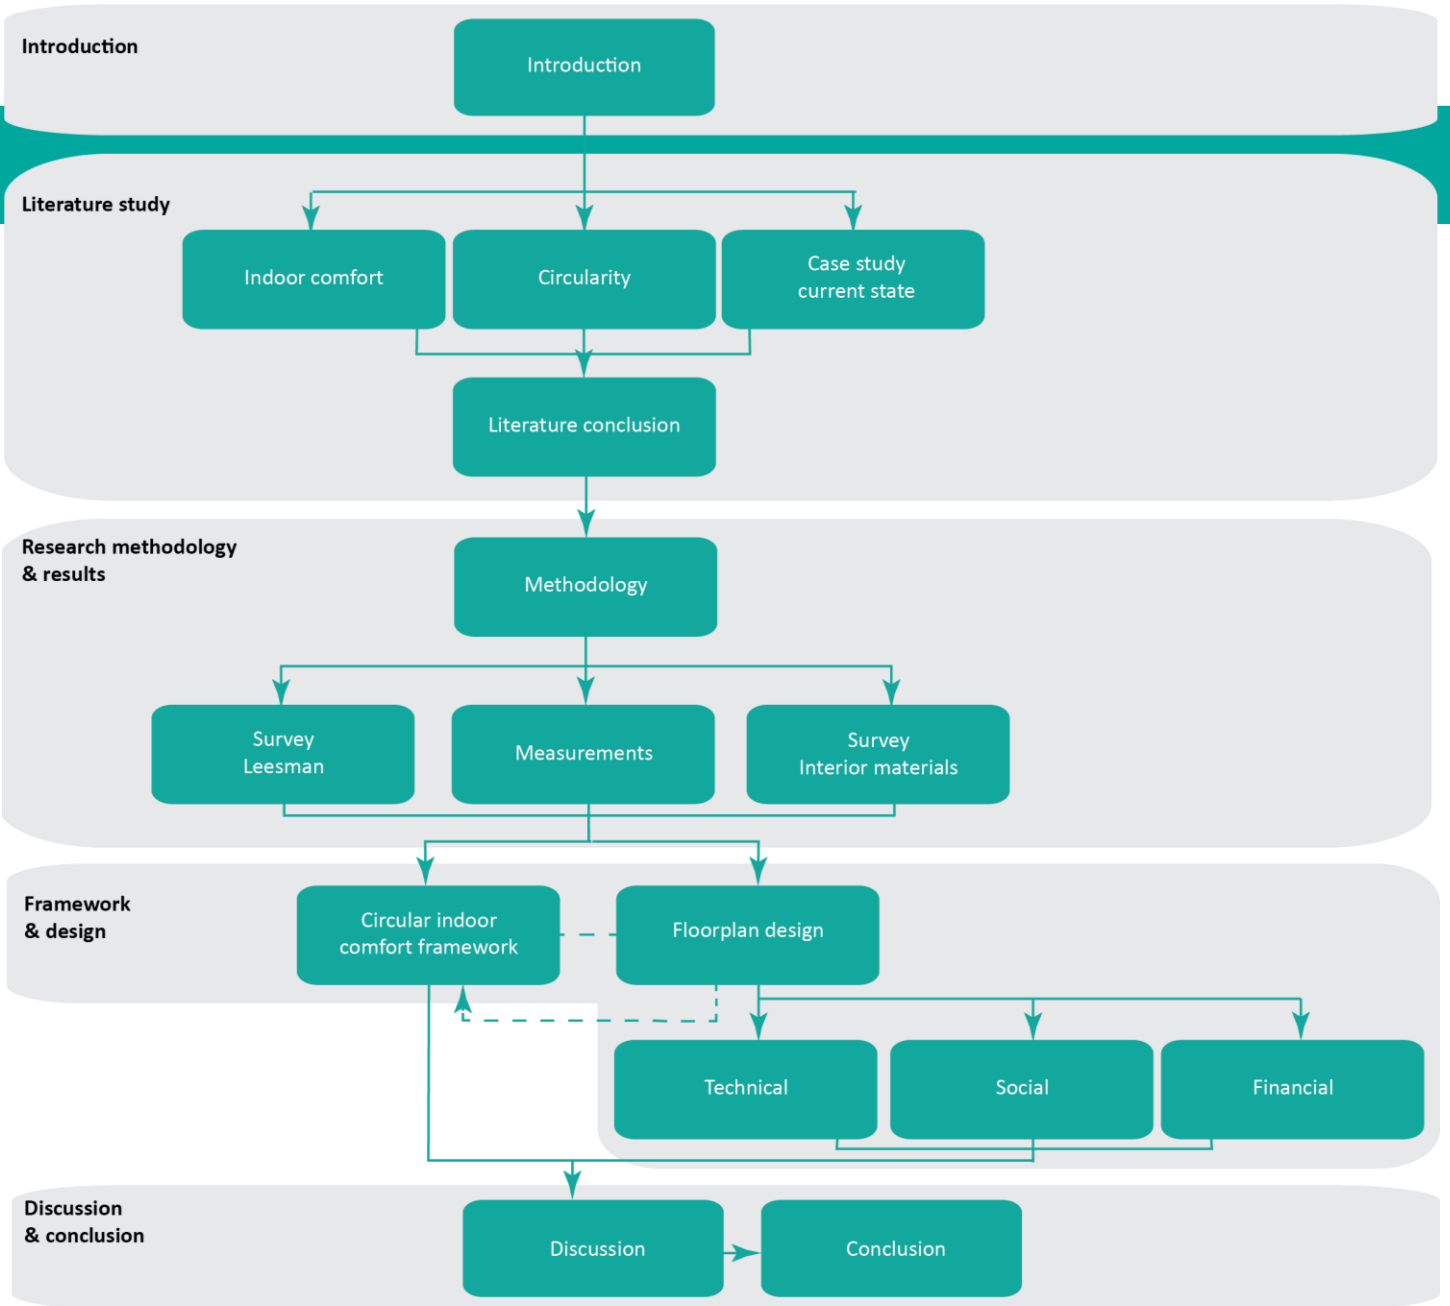 Introduction
Introduction
Literature study
Indoor comfort
Circularity
Case study
current state
Literature conclusion
Research methodology
& results
Methodology
Survey
Leesman
Measurements
Survey
Interior materials
Framework
& design
Circular indoor
comfort framework
Floorplan design
Technical
Social
Financial
Discussion
& conclusion
Discussion
Conclusion